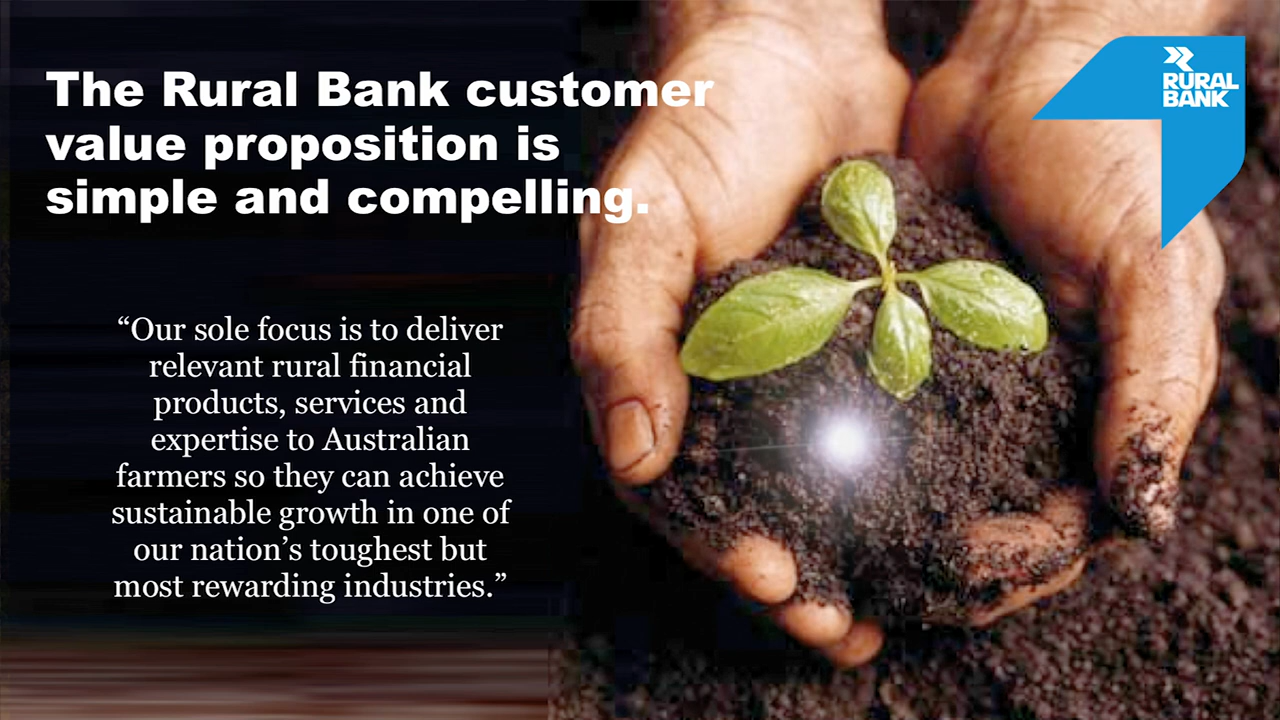 The Rural Bank customer
value proposition is
simple and compelling.
RURAL
BANK
“Our sole focus is to deliver
relevant rural financial
products, services and
expertise to Australian
farmers so they can achieve
sustainable growth in one of
our nation’s toughest but
most rewarding industries.”